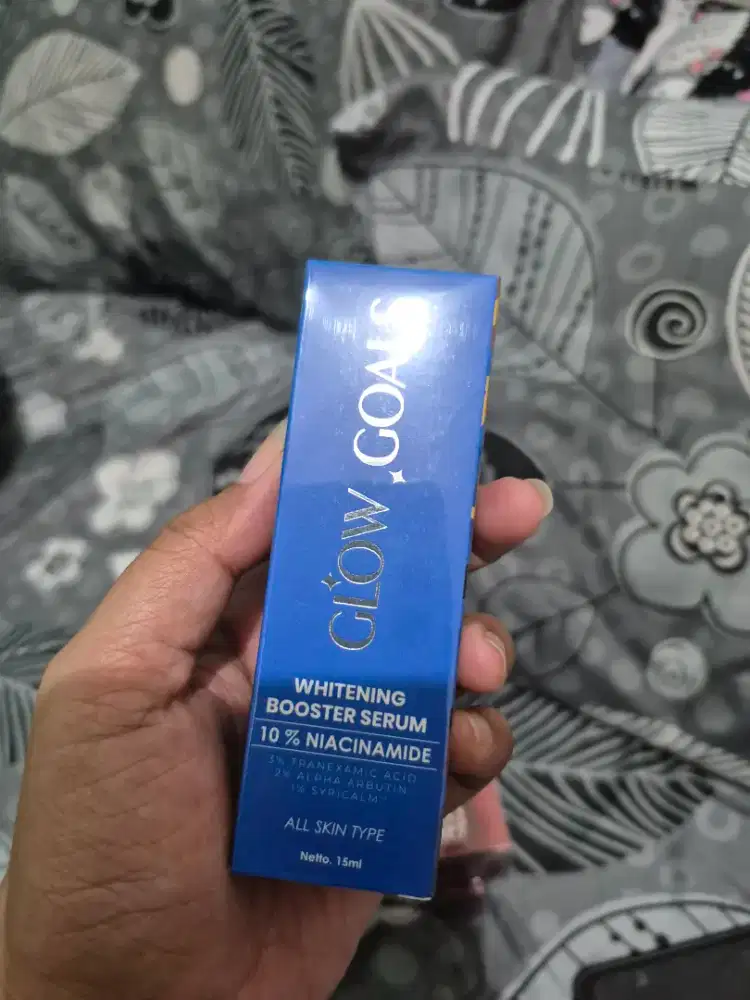 GLOW GOALS
WHITENING
BOOSTER SERUM
10 % NIACINAMIDE
3% TRANEXAMIC ACID
2% ALPHA ARBUTIN
1% SYRICALM™
ALL SKIN TYPE
Netto. 15ml